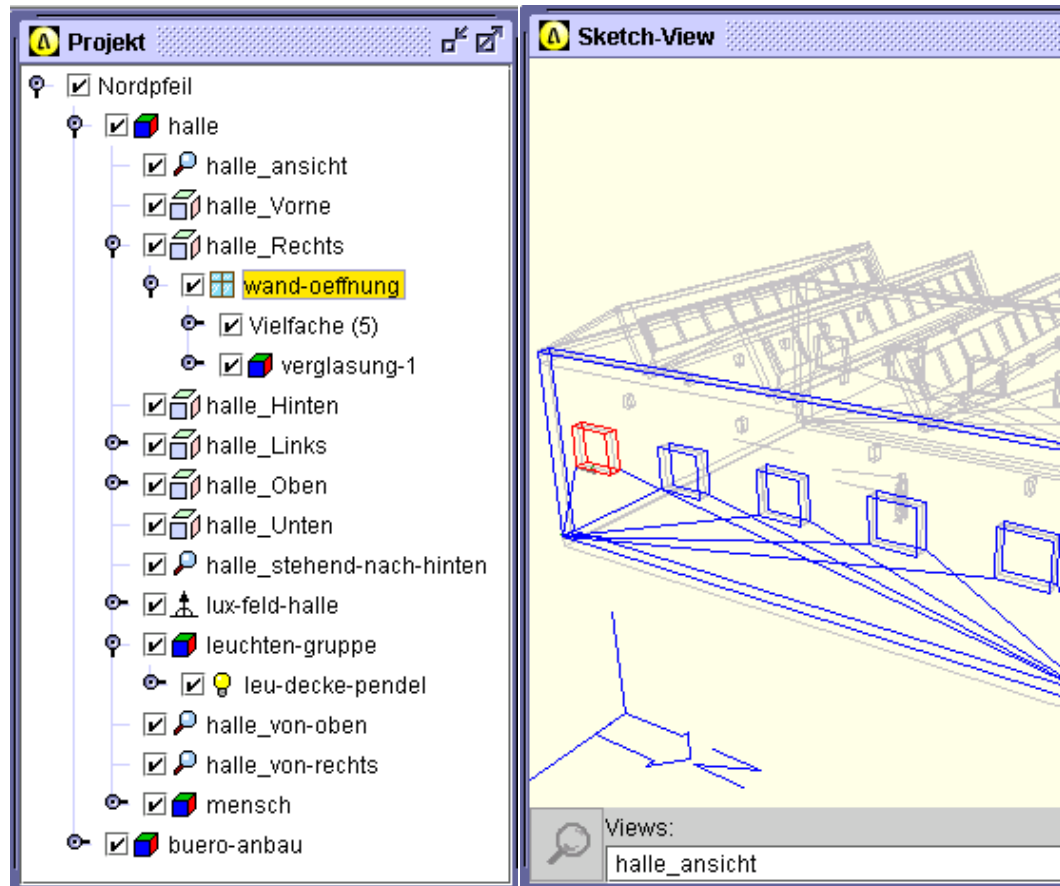 Projekt
Nordpfeil
halle
halle_ansicht
halle_Vorne
halle_Rechts
wand-oeffnung
Vielfache (5)
verglasung-1
halle_Hinten
halle_Links
halle_Oben
halle_Unten
halle_stehend-nach-hinten
lux-feld-halle
leuchten-gruppe
leu-decke-pendel
halle_von-oben
halle_von-rechts
mensch
buero-anbau
Sketch-View
Views:
halle_ansicht